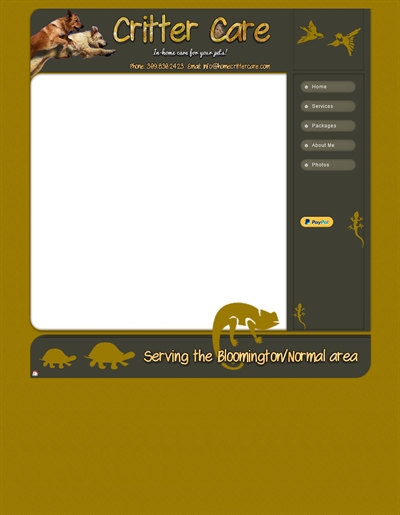 Critter Care
In-home care for your pets!
Phone: 309.830.2423 Email: info@homecrittercare.com
Home
Services
Packages
About Me
Photos
PayPal
Serving the Bloomington/Normal area